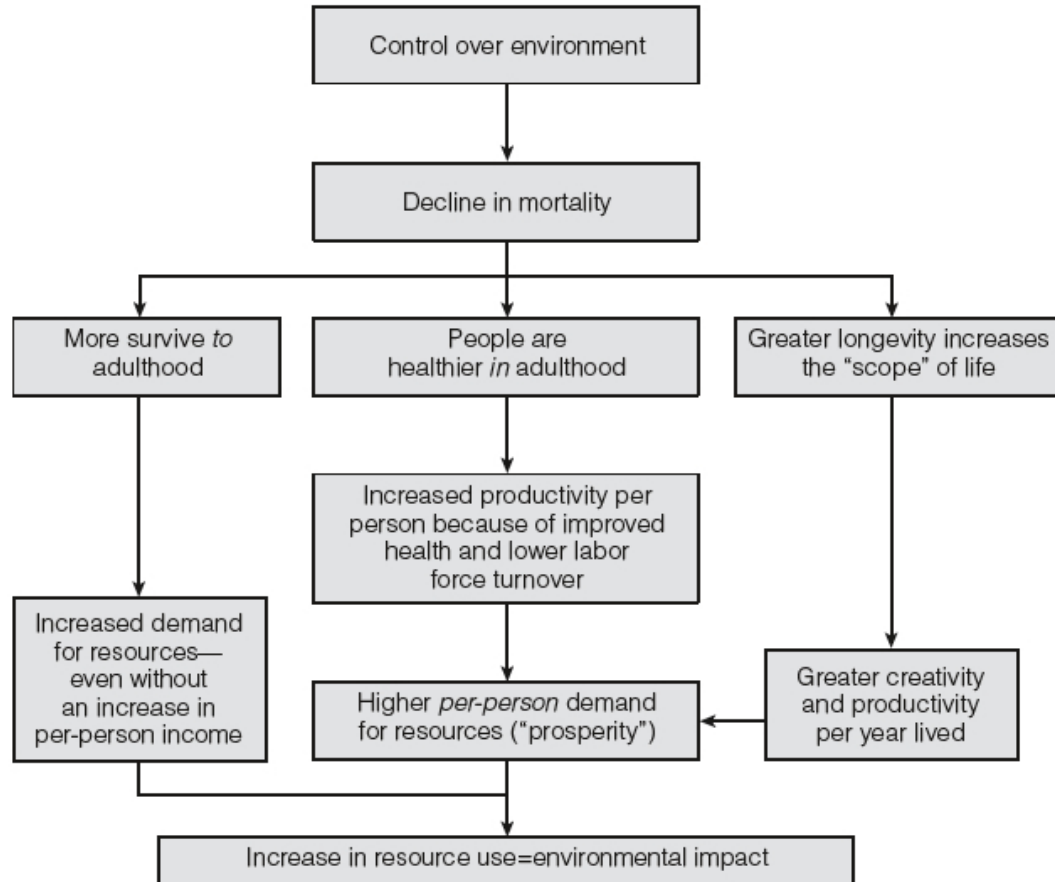 Control over environment
Decline in mortality
More survive to
adulthood
People are
healthier in adulthood
Greater longevity increases
the “scope” of life
Increased productivity per
person because of improved
health and lower labor
force turnover
Increased demand
for resources—
even without
an increase in
per-person income
Higher per-person demand
for resources (“prosperity”)
Greater creativity
and productivity
per year lived
Increase in resource use=environmental impact